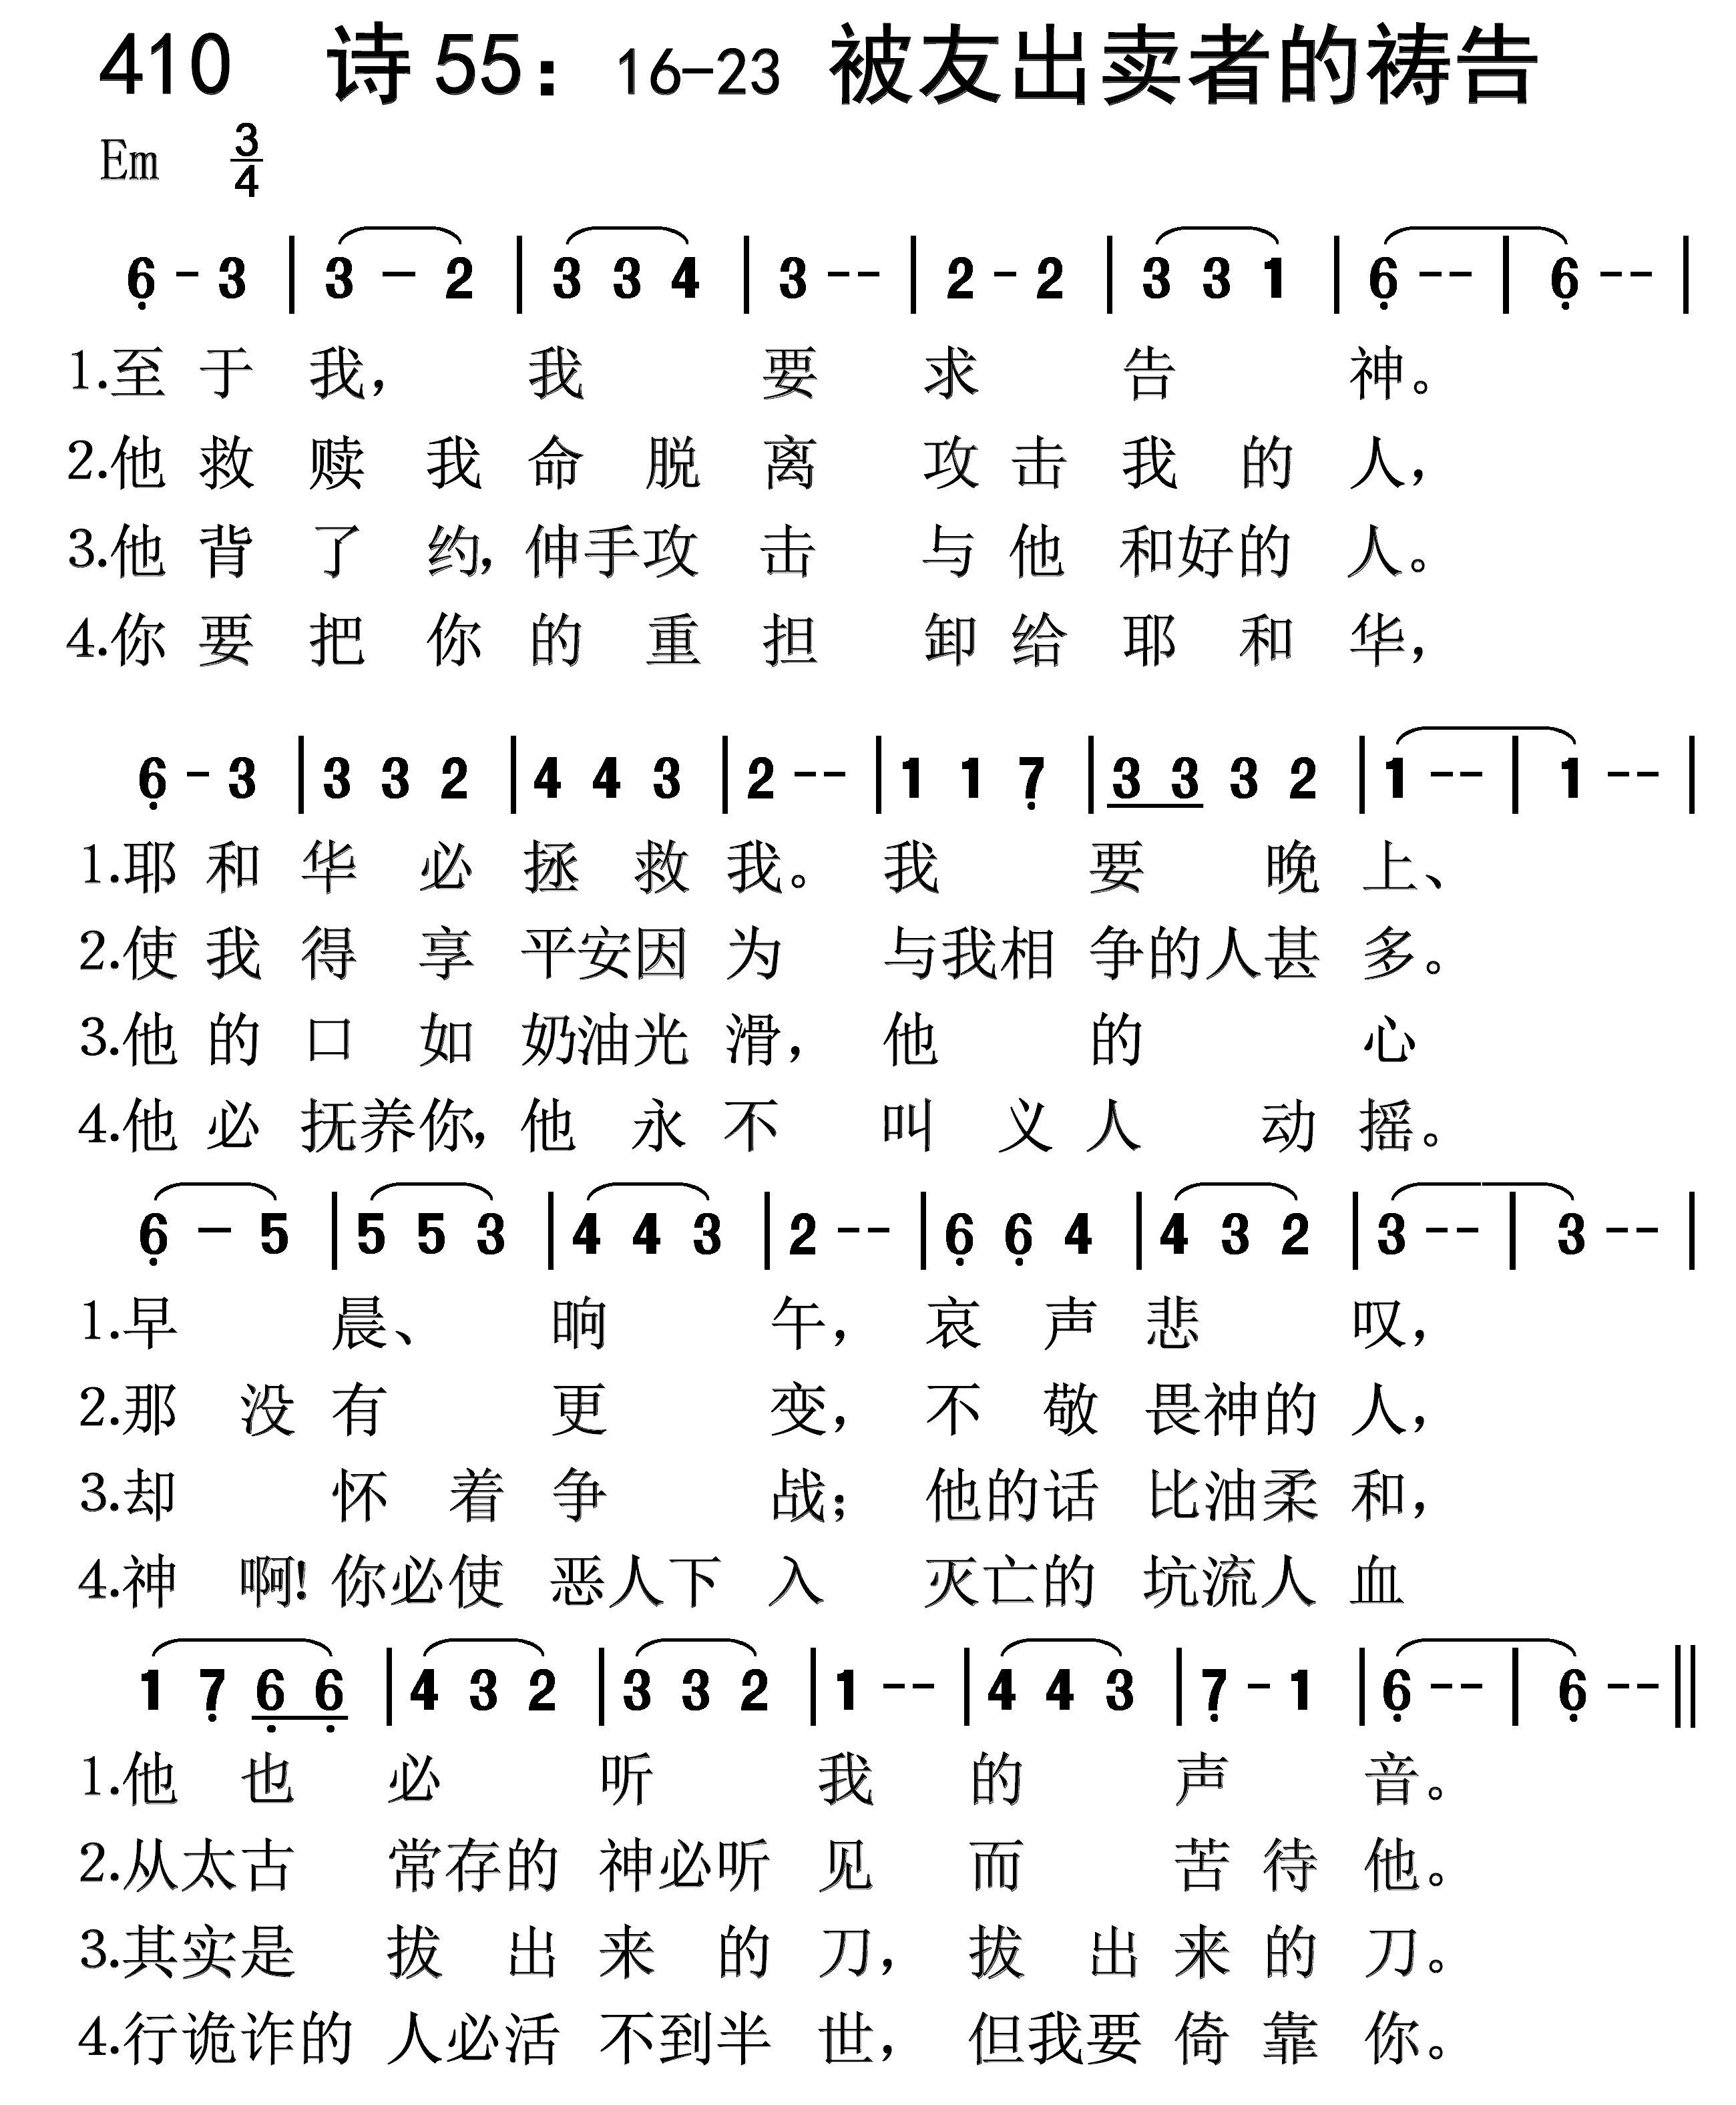 410 诗55：16-23 被友出卖者的祷告
Em 3/4
6 - 3 | 3 - 2 | 3 3 4 | 3 - - | 2 - 2 | 3 3 1 | 6 - - | 6 - - |
1.至于我，我要求告神。
2.他救赎我命脱离攻击我的人，
3.他背了约，伸手攻击与他和好的人。
4.你要把你的重担卸给耶和华，
6 - 3 | 3 3 2 | 4 4 3 | 2 - - | 1 1 7 | 3 3 3 2 | 1 - - | 1 - - |
1.耶和华必拯救我。我要晚上、
2.使我得享平安因为与我相争的人甚多。
3.他的口如奶油光滑，他的心
4.他必抚养你，他永不叫义人动摇。
6 - 5 | 5 5 3 | 4 4 3 | 2 - - | 6 6 4 | 4 3 2 | 3 - - | 3 - - |
1.早晨、晌午，哀声悲叹，
2.那没有更变，不敬畏神的人，
3.却怀着争战；他的话比油柔和，
4.神啊！你必使恶人下入灭亡的坑流人血
1 7 6 6 | 4 3 2 | 3 3 2 | 1 - - | 4 4 3 | 7 - 1 | 6 - - | 6 - - ||
1.他也必听我的声音。
2.从太古常存的神必听见而苦待他。
3.其实是拔出来的刀，拔出来的刀。
4.行诡诈的人必活不到半世，但我要倚靠你。